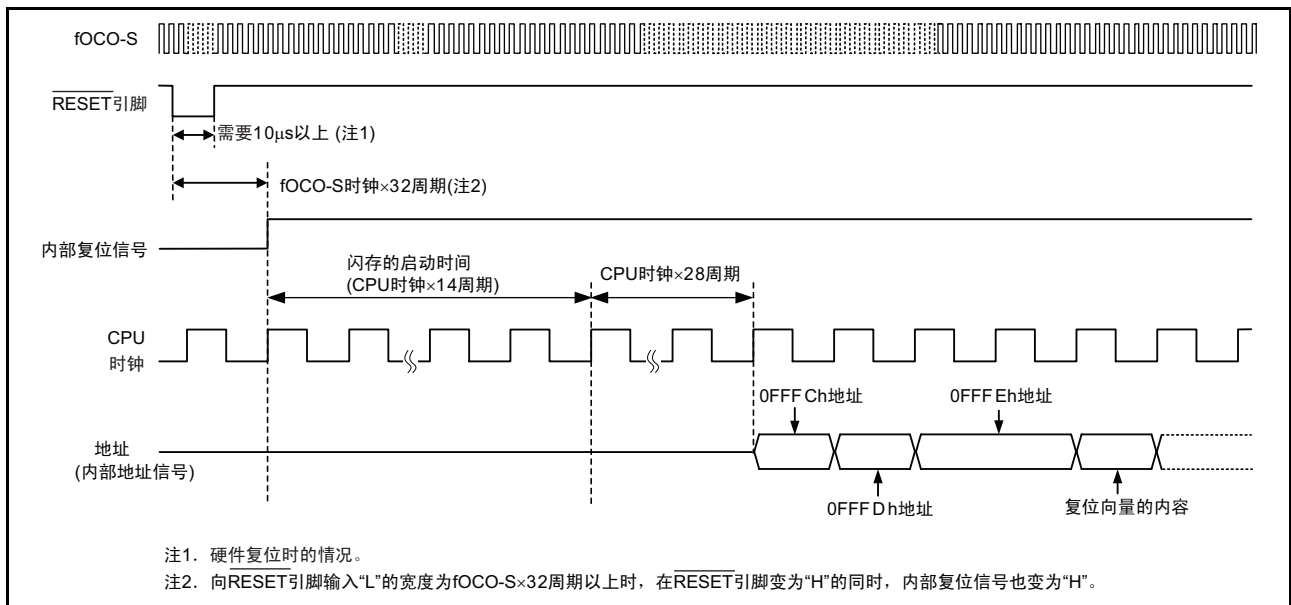 fOCO-S
RESET引脚
需要10μs以上 (注1)
fOCO-S时钟×32周期(注2)
内部复位信号
闪存的启动时间
(CPU时钟×14周期)
CPU时钟×28周期
CPU
时钟
0FFFCh地址
0FFFEh地址
地址
(内部地址信号)
0FFFDh地址
复位向量的内容
注1. 硬件复位时的情况。
注2. 向RESET引脚输入“L”的宽度为fOCO-S×32周期以上时，在RESET引脚变为“H”的同时，内部复位信号也变为“H”。